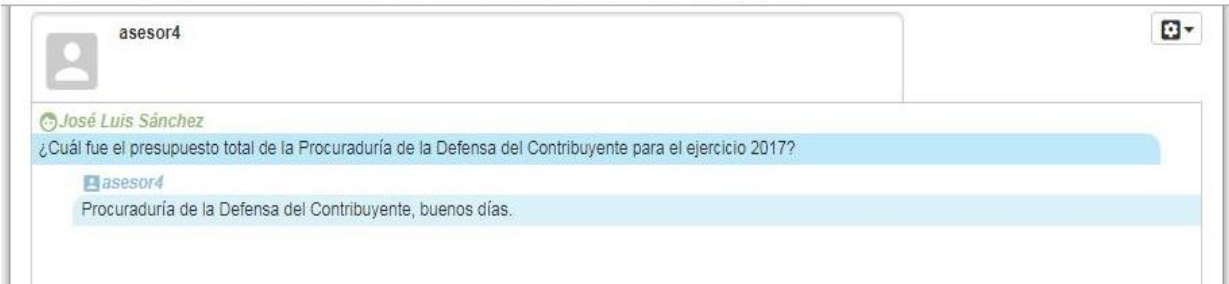 asesor4
José Luis Sánchez
¿Cuál fue el presupuesto total de la Procuraduría de la Defensa del Contribuyente para el ejercicio 2017?
asesor4
Procuraduría de la Defensa del Contribuyente, buenos días.